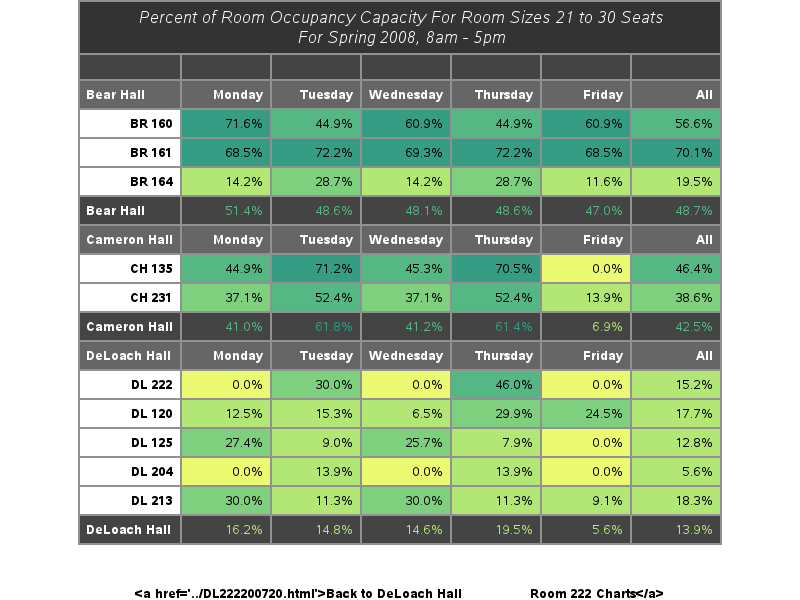 Percent of Room Occupancy Capacity For Room Sizes 21 to 30 Seats
For Spring 2008, 8am - 5pm
Bear Hall Monday Tuesday Wednesday Thursday Friday All
BR 160 71.6% 44.9% 60.9% 44.9% 60.9% 56.6%
BR 161 68.5% 72.2% 69.3% 72.2% 68.5% 70.1%
BR 164 14.2% 28.7% 14.2% 28.7% 11.6% 19.5%
Bear Hall 51.4% 48.6% 48.1% 48.6% 47.0% 48.7%
Cameron Hall Monday Tuesday Wednesday Thursday Friday All
CH 135 44.9% 71.2% 45.3% 70.5% 0.0% 46.4%
CH 231 37.1% 52.4% 37.1% 52.4% 13.9% 38.6%
Cameron Hall 41.0% 61.8% 41.2% 61.4% 6.9% 42.5%
DeLoach Hall Monday Tuesday Wednesday Thursday Friday All
DL 222 0.0% 30.0% 0.0% 46.0% 0.0% 15.2%
DL 120 12.5% 15.3% 6.5% 29.9% 24.5% 17.7%
DL 125 27.4% 9.0% 25.7% 7.9% 0.0% 12.8%
DL 204 0.0% 13.9% 0.0% 13.9% 0.0% 5.6%
DL 213 30.0% 11.3% 30.0% 11.3% 9.1% 18.3%
DeLoach Hall 16.2% 14.8% 14.6% 19.5% 5.6% 13.9%
<a href='../DL222200720.html'>Back to DeLoach Hall Room 222 Charts</a>